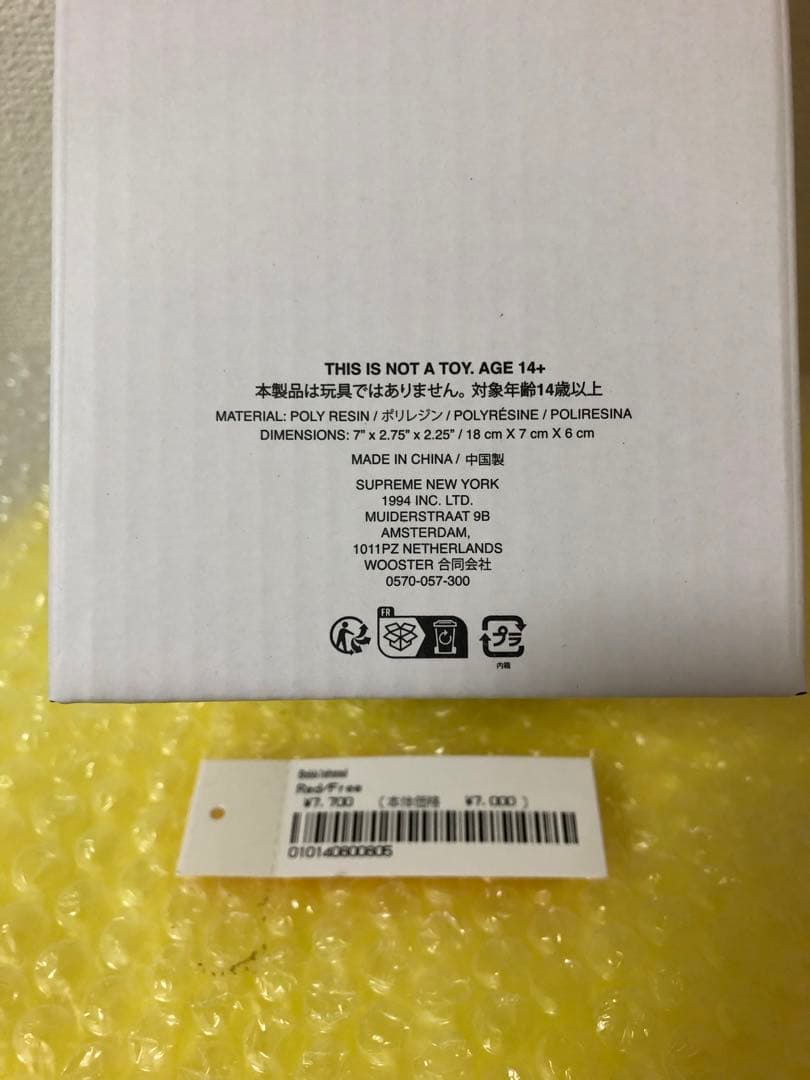 THIS IS NOT A TOY. AGE 14+
本製品は玩具ではありません。対象年齢14歳以上
MATERIAL: POLY RESIN / ポリレジン / POLYRÉSINE / POLIRESINA
DIMENSIONS: 7" x 2.75" x 2.25" / 18 cm X 7 cm X 6 cm
MADE IN CHINA / 中国製
SUPREME NEW YORK
1994 INC. LTD.
MUIDERSTRAAT 9B
AMSTERDAM,
1011PZ NETHERLANDS
WOOSTER 合同会社
0570-057-300
FR
プラ
内箱
Red/Free
¥7.700 (本体価格 ¥7.000)
010140800805